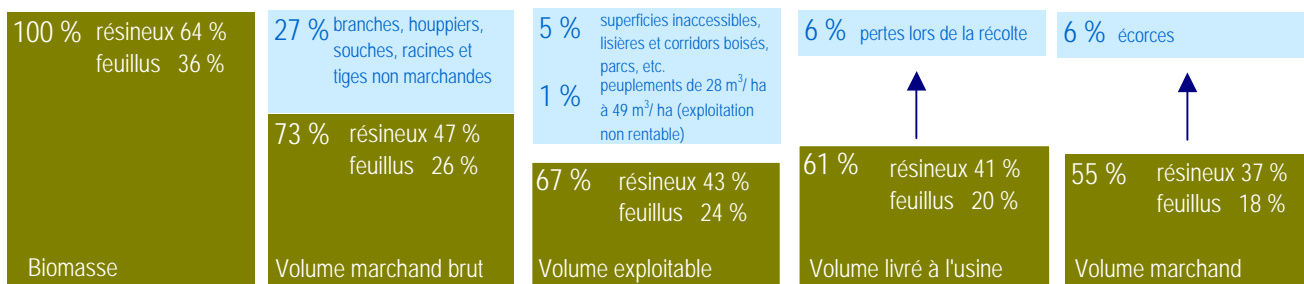 100 % résineux 64 %
feuillus 36 %
Biomasse
27 % branches, houppiers,
souches, racines et
tiges non marchandes
73 % résineux 47 %
feuillus 26 %
Volume marchand brut
5 % superficies inaccessibles,
lisières et corridors boisés,
parcs, etc.
1 % peuplements de 28 m³/ ha
à 49 m³/ ha (exploitation
non rentable)
67 % résineux 43 %
feuillus 24 %
Volume exploitable
6 % pertes lors de la récolte
61 % résineux 41 %
feuillus 20 %
Volume livré à l'usine
6 % écorces
55 % résineux 37 %
feuillus 18 %
Volume marchand